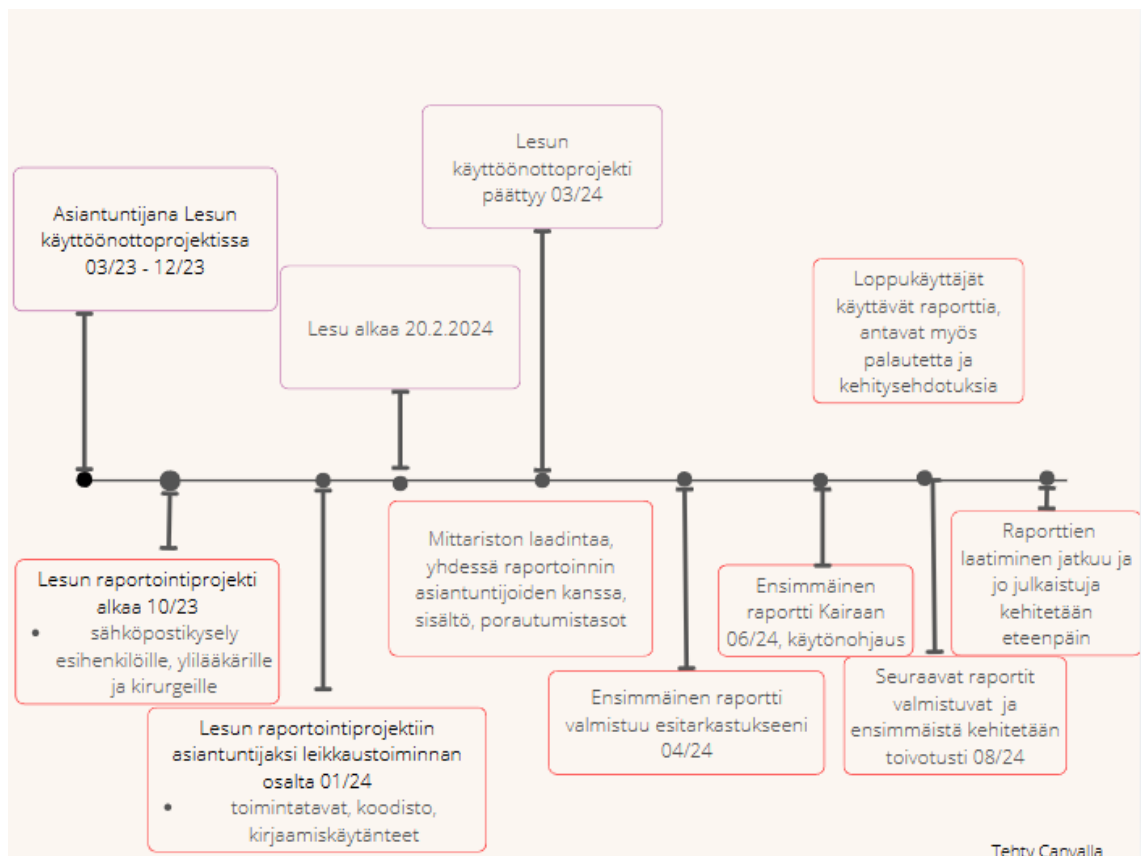 Lesun
käyttöönottoprojekti
päättyy 03/24
Asiantuntijana Lesun
käyttöönottoprojektissa
03/23 - 12/23
Lesu alkaa 20.2.2024
Loppukäyttäjät
käyttävät raporttia,
antavat myös
palautetta ja
kehitysehdotuksia
Lesun raportointiprojekti
alkaa 10/23
• sähköpostikysely
esihenkilöille, ylilääkärille
ja kirurgeille
Lesun raportointiprojektiin
asiantuntijaksi leikkaustoiminnan
osalta 01/24
• toimintatavat, koodisto,
kirjaamiskäytänteet
Mittariston laadintaa,
yhdessä raportoinnin
asiantuntijoiden kanssa,
sisältö, porautumistasot
Ensimmäinen raportti
valmistuu esitarkastukseeni
04/24
Ensimmäinen
raportti Kairaan
06/24, käytönohjaus
Seuraavat raportit
valmistuvat ja
ensimmäistä kehitetään
toivotusti 08/24
Raporttien
laatiminen jatkuu ja
jo julkaistuja
kehitetään
eteenpäin
Tehty Canvalla